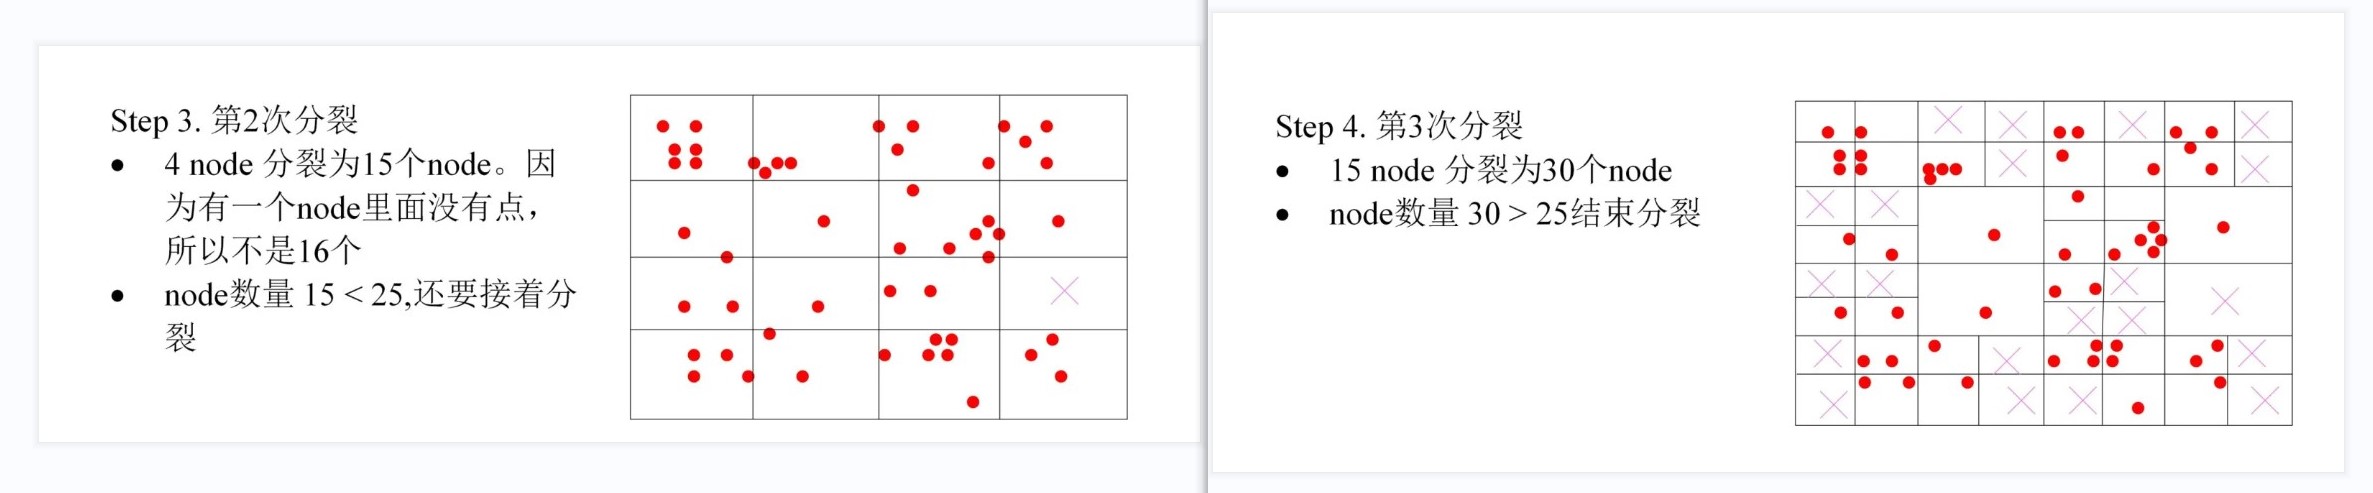 Step 3. 第2次分裂
● 4 node 分裂为15个node。因
为有一个node里面没有点，
所以不是16个
● node数量 15 < 25,还要接着分
裂
Step 4. 第3次分裂
● 15 node 分裂为30个node
● node数量 30 > 25结束分裂